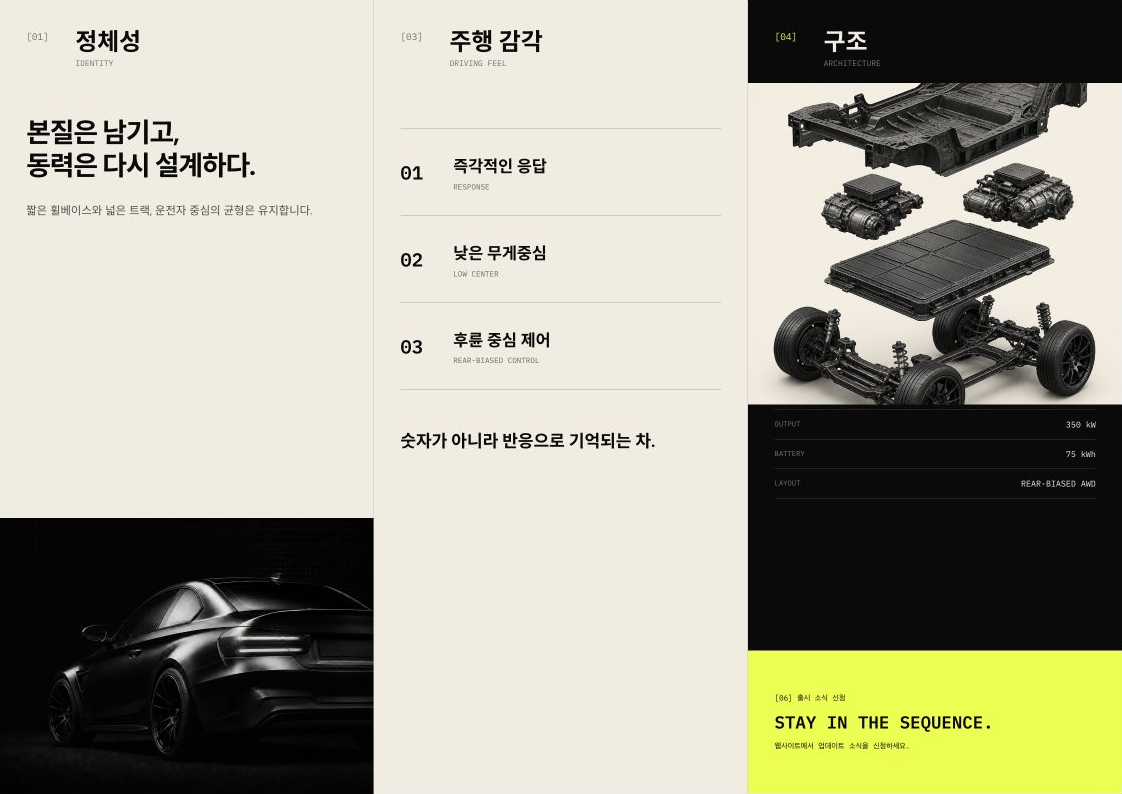 [01]
정체성
IDENTITY
본질은 남기고,
동력은 다시 설계하다.
짧은 휠베이스와 넓은 트랙, 운전자 중심의 균형은 유지합니다.
[03]
주행 감각
DRIVING FEEL
01
즉각적인 응답
RESPONSE
02
낮은 무게중심
LOW CENTER
03
후륜 중심 제어
REAR-BIASED CONTROL
숫자가 아니라 반응으로 기억되는 차.
[04]
구조
ARCHITECTURE
OUTPUT 350 kW
BATTERY 75 kWh
LAYOUT REAR-BIASED AWD
[06] 출시 소식 신청
STAY IN THE SEQUENCE.
웹사이트에서 업데이트 소식을 신청하세요.